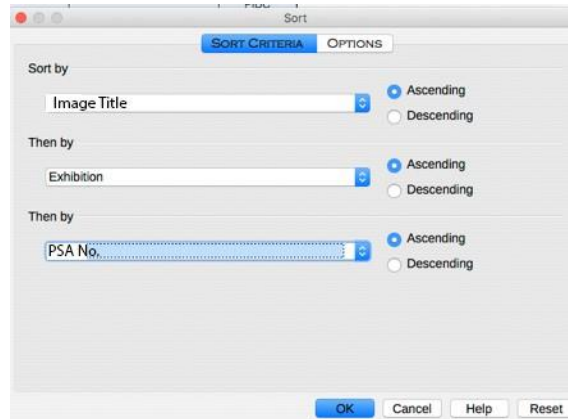 Sort
SORT CRITERIA OPTIONS
Sort by
Image Title
Ascending
Descending
Then by
Exhibition
Ascending
Descending
Then by
PSA No.
Ascending
Descending
OK Cancel Help Reset